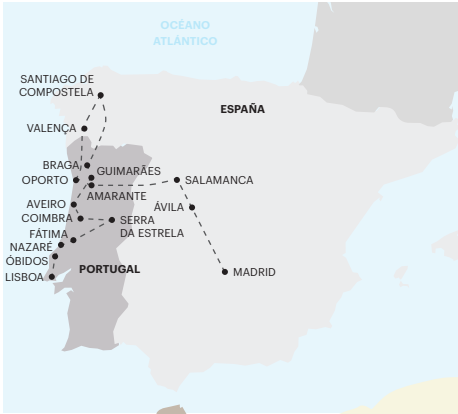 OCÉANO
ATLÁNTICO
SANTIAGO DE
COMPOSTELA
ESPAÑA
VALENÇA
BRAGA
GUIMARÃES
OPORTO
SALAMANCA
AMARANTE
AVEIRO
ÁVILA
COIMBRA
SERRA
DA ESTRELA
FÁTIMA
NAZARÉ
ÓBIDOS
PORTUGAL
LISBOA
MADRID